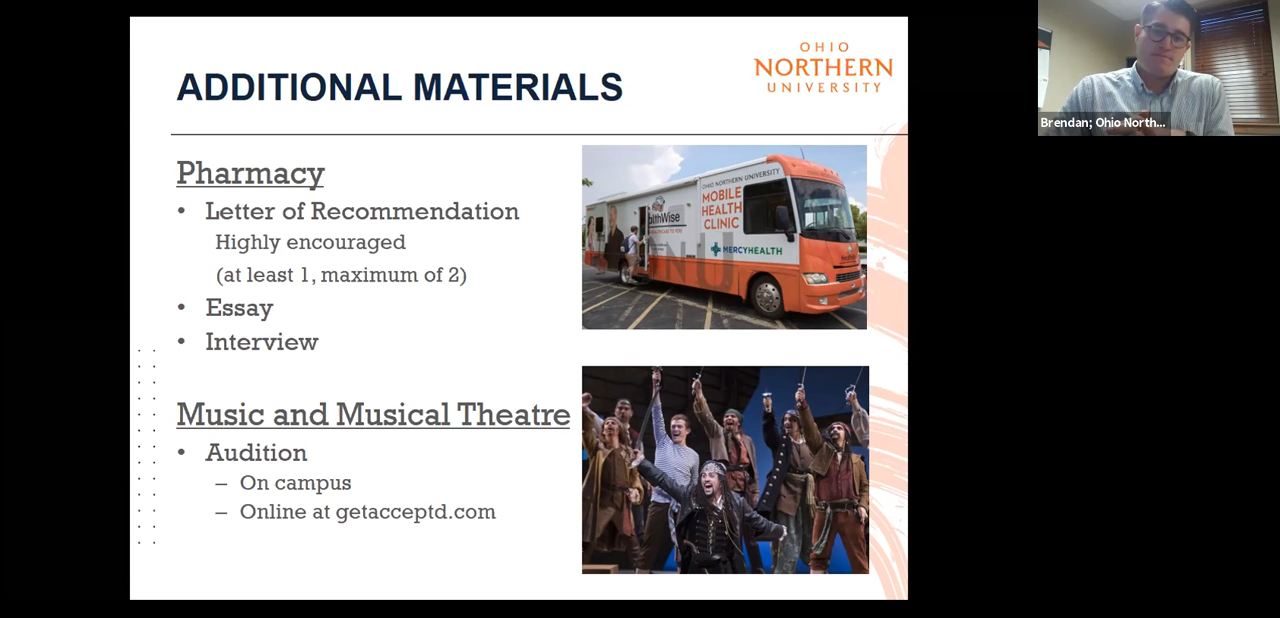 ADDITIONAL MATERIALS
OHIO
NORTHERN
UNIVERSITY
Pharmacy
• Letter of Recommendation
Highly encouraged
(at least 1, maximum of 2)
• Essay
• Interview
Music and Musical Theatre
• Audition
– On campus
– Online at getacceptd.com
OHIO NORTHERN UNIVERSITY
MOBILE
HEALTH
CLINIC
MERCYHEALTH
Brendan; Ohio North...